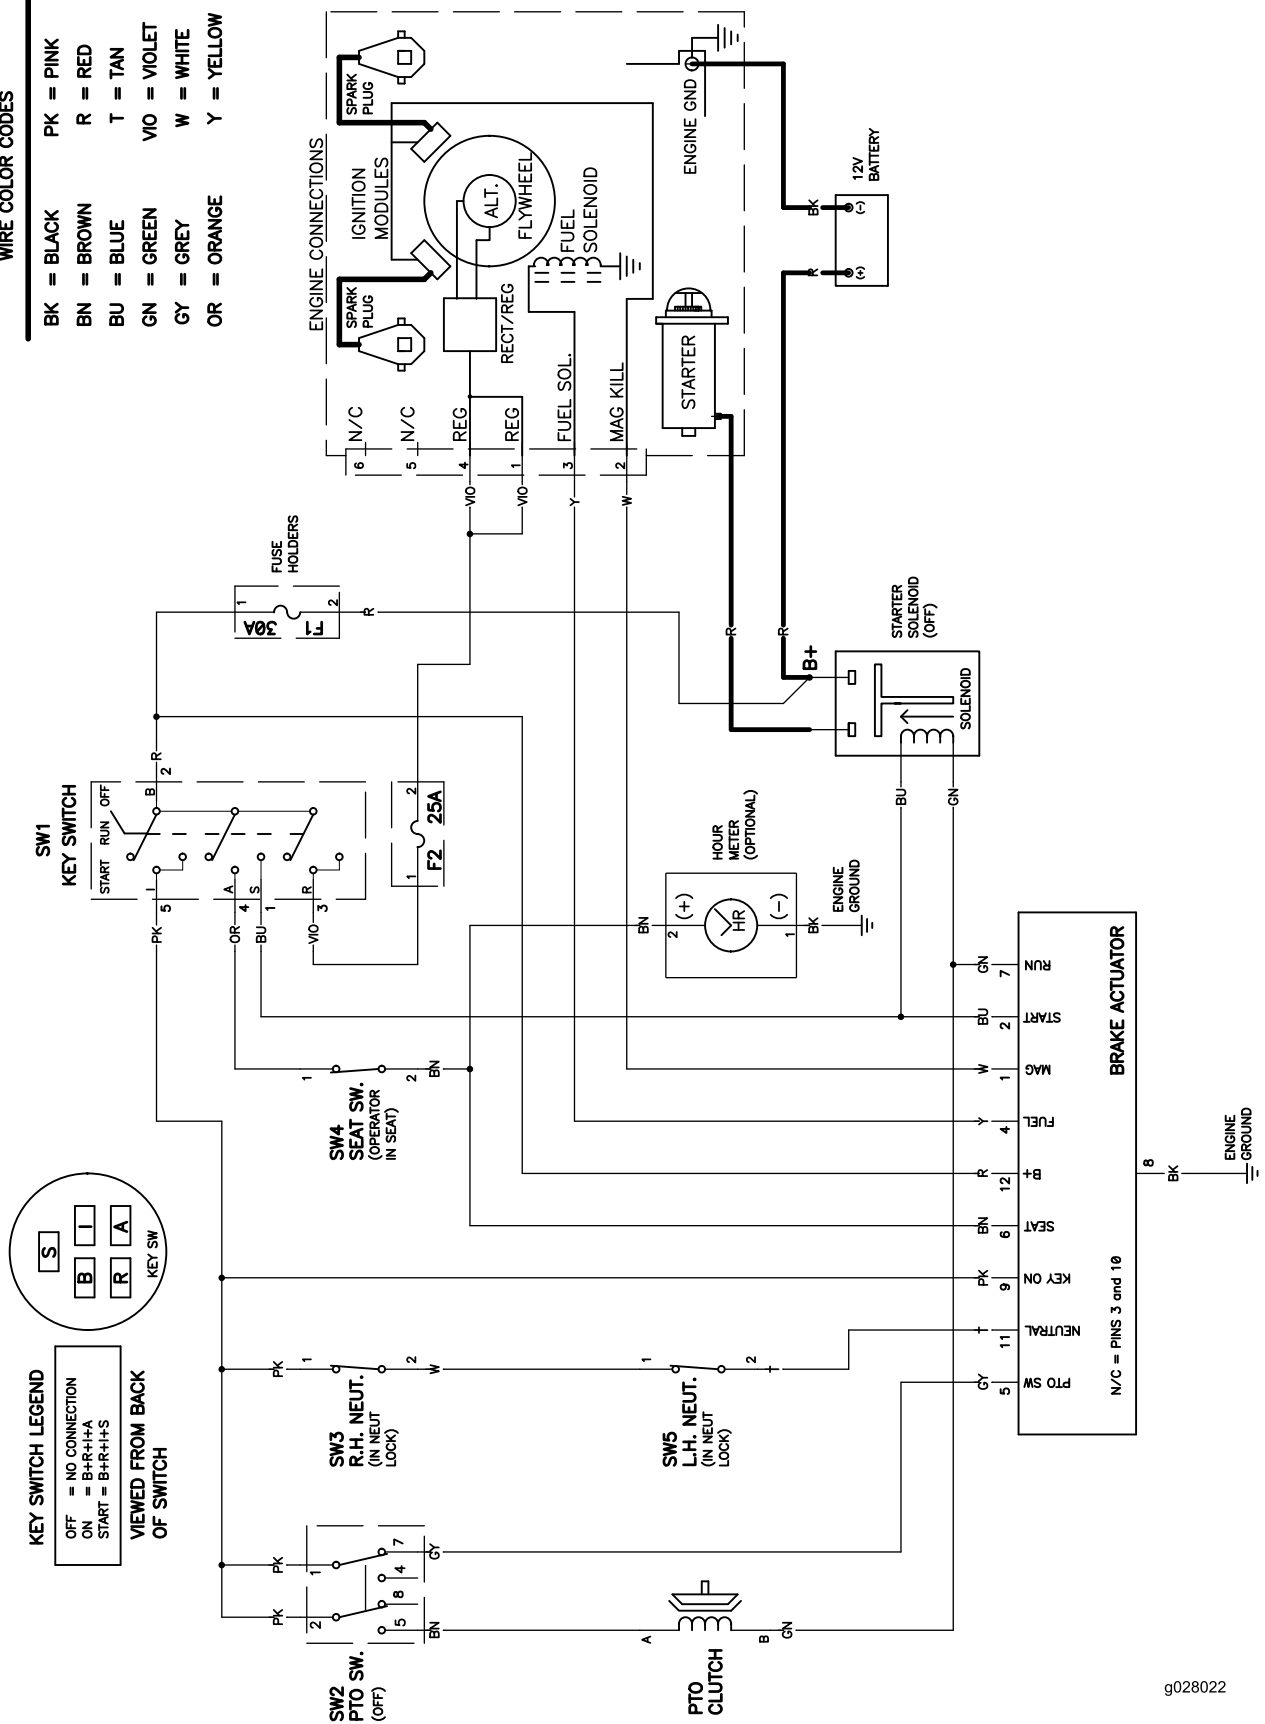 WIRE COLOR CODES
BK = BLACK
BN = BROWN
BU = BLUE
GN = GREEN
GY = GREY
OR = ORANGE
PK = PINK
R = RED
T = TAN
VIO = VIOLET
W = WHITE
Y = YELLOW
ENGINE CONNECTIONS
SPARK
PLUG
IGNITION
MODULES
SPARK
PLUG
ALT.
FLYWHEEL
RECT/REG
FUEL
SOLENOID
ENGINE GND
STARTER
12V
BATTERY
BK
(-)
R
(+)
N/C
N/C
REG
REG
FUEL SOL.
MAG KILL
6
5
4
1
3
2
VIO
VIO
Y
W
FUSE
HOLDERS
1
2
30A
F1
R
R
R
B+
STARTER
SOLENOID
(OFF)
SOLENOID
BU
GN
SW1
KEY SWITCH
START RUN OFF
B
R
2
I
A
S
R
5
4
1
3
PK
OR
BU
VIO
2
25A
F2
1
HOUR
METER
(OPTIONAL)
BN
2
(+)
HR
(-)
1
BK
ENGINE
GROUND
SW4
SEAT SW.
(OPERATOR
IN SEAT)
1
2
BN
GN
7
RUN
BU
2
START
W
1
MAG
Y
4
FUEL
R
12
B+
BN
6
SEAT
PK
9
KEY ON
T
11
NEUTRAL
GY
5
PTO SW
BRAKE ACTUATOR
N/C = PINS 3 and 10
8
BK
ENGINE
GROUND
S
B
I
R
A
KEY SW
KEY SWITCH LEGEND
OFF = NO CONNECTION
ON = B+R+I+A
START = B+R+I+S
VIEWED FROM BACK
OF SWITCH
PK
1
2
W
SW3
R.H. NEUT.
(IN NEUT
LOCK)
1
2
T
SW5
L.H. NEUT.
(IN NEUT
LOCK)
PK
1
7
4
GY
PK
2
8
5
BN
SW2
PTO SW.
(OFF)
A
B
GN
PTO
CLUTCH
g028022